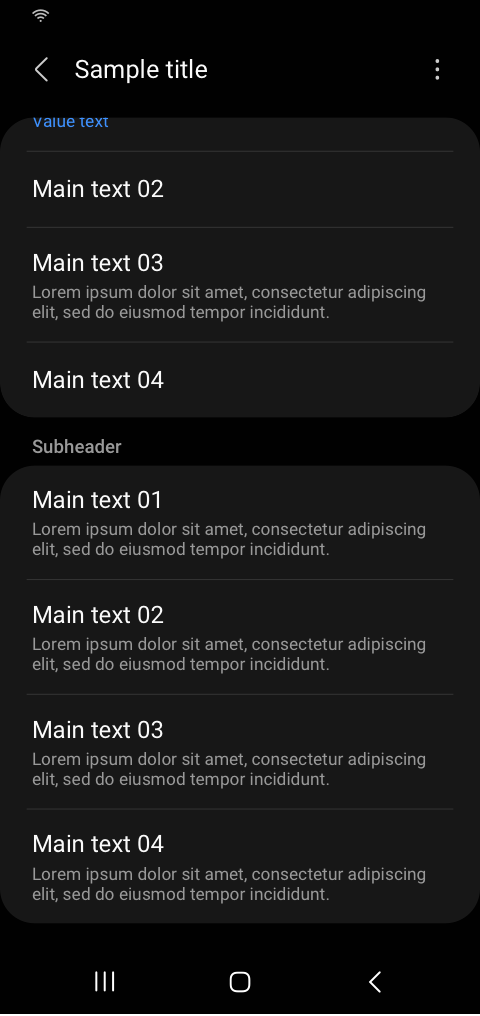 Sample title
Value text
Main text 02
Main text 03
Lorem ipsum dolor sit amet, consectetur adipiscing
elit, sed do eiusmod tempor incididunt.
Main text 04
Subheader
Main text 01
Lorem ipsum dolor sit amet, consectetur adipiscing
elit, sed do eiusmod tempor incididunt.
Main text 02
Lorem ipsum dolor sit amet, consectetur adipiscing
elit, sed do eiusmod tempor incididunt.
Main text 03
Lorem ipsum dolor sit amet, consectetur adipiscing
elit, sed do eiusmod tempor incididunt.
Main text 04
Lorem ipsum dolor sit amet, consectetur adipiscing
elit, sed do eiusmod tempor incididunt.